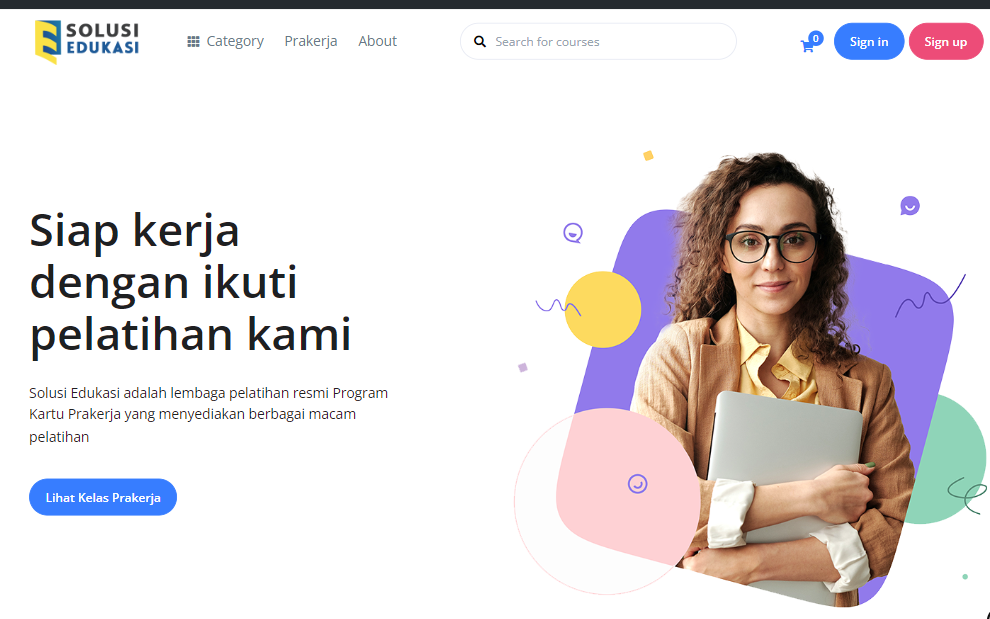 SOLUSI
EDUKASI
Category
Prakerja
About
Search for courses
0
Sign in
Sign up
Siap kerja
dengan ikuti
pelatihan kami
Solusi Edukasi adalah lembaga pelatihan resmi Program
Kartu Prakerja yang menyediakan berbagai macam
pelatihan
Lihat Kelas Prakerja